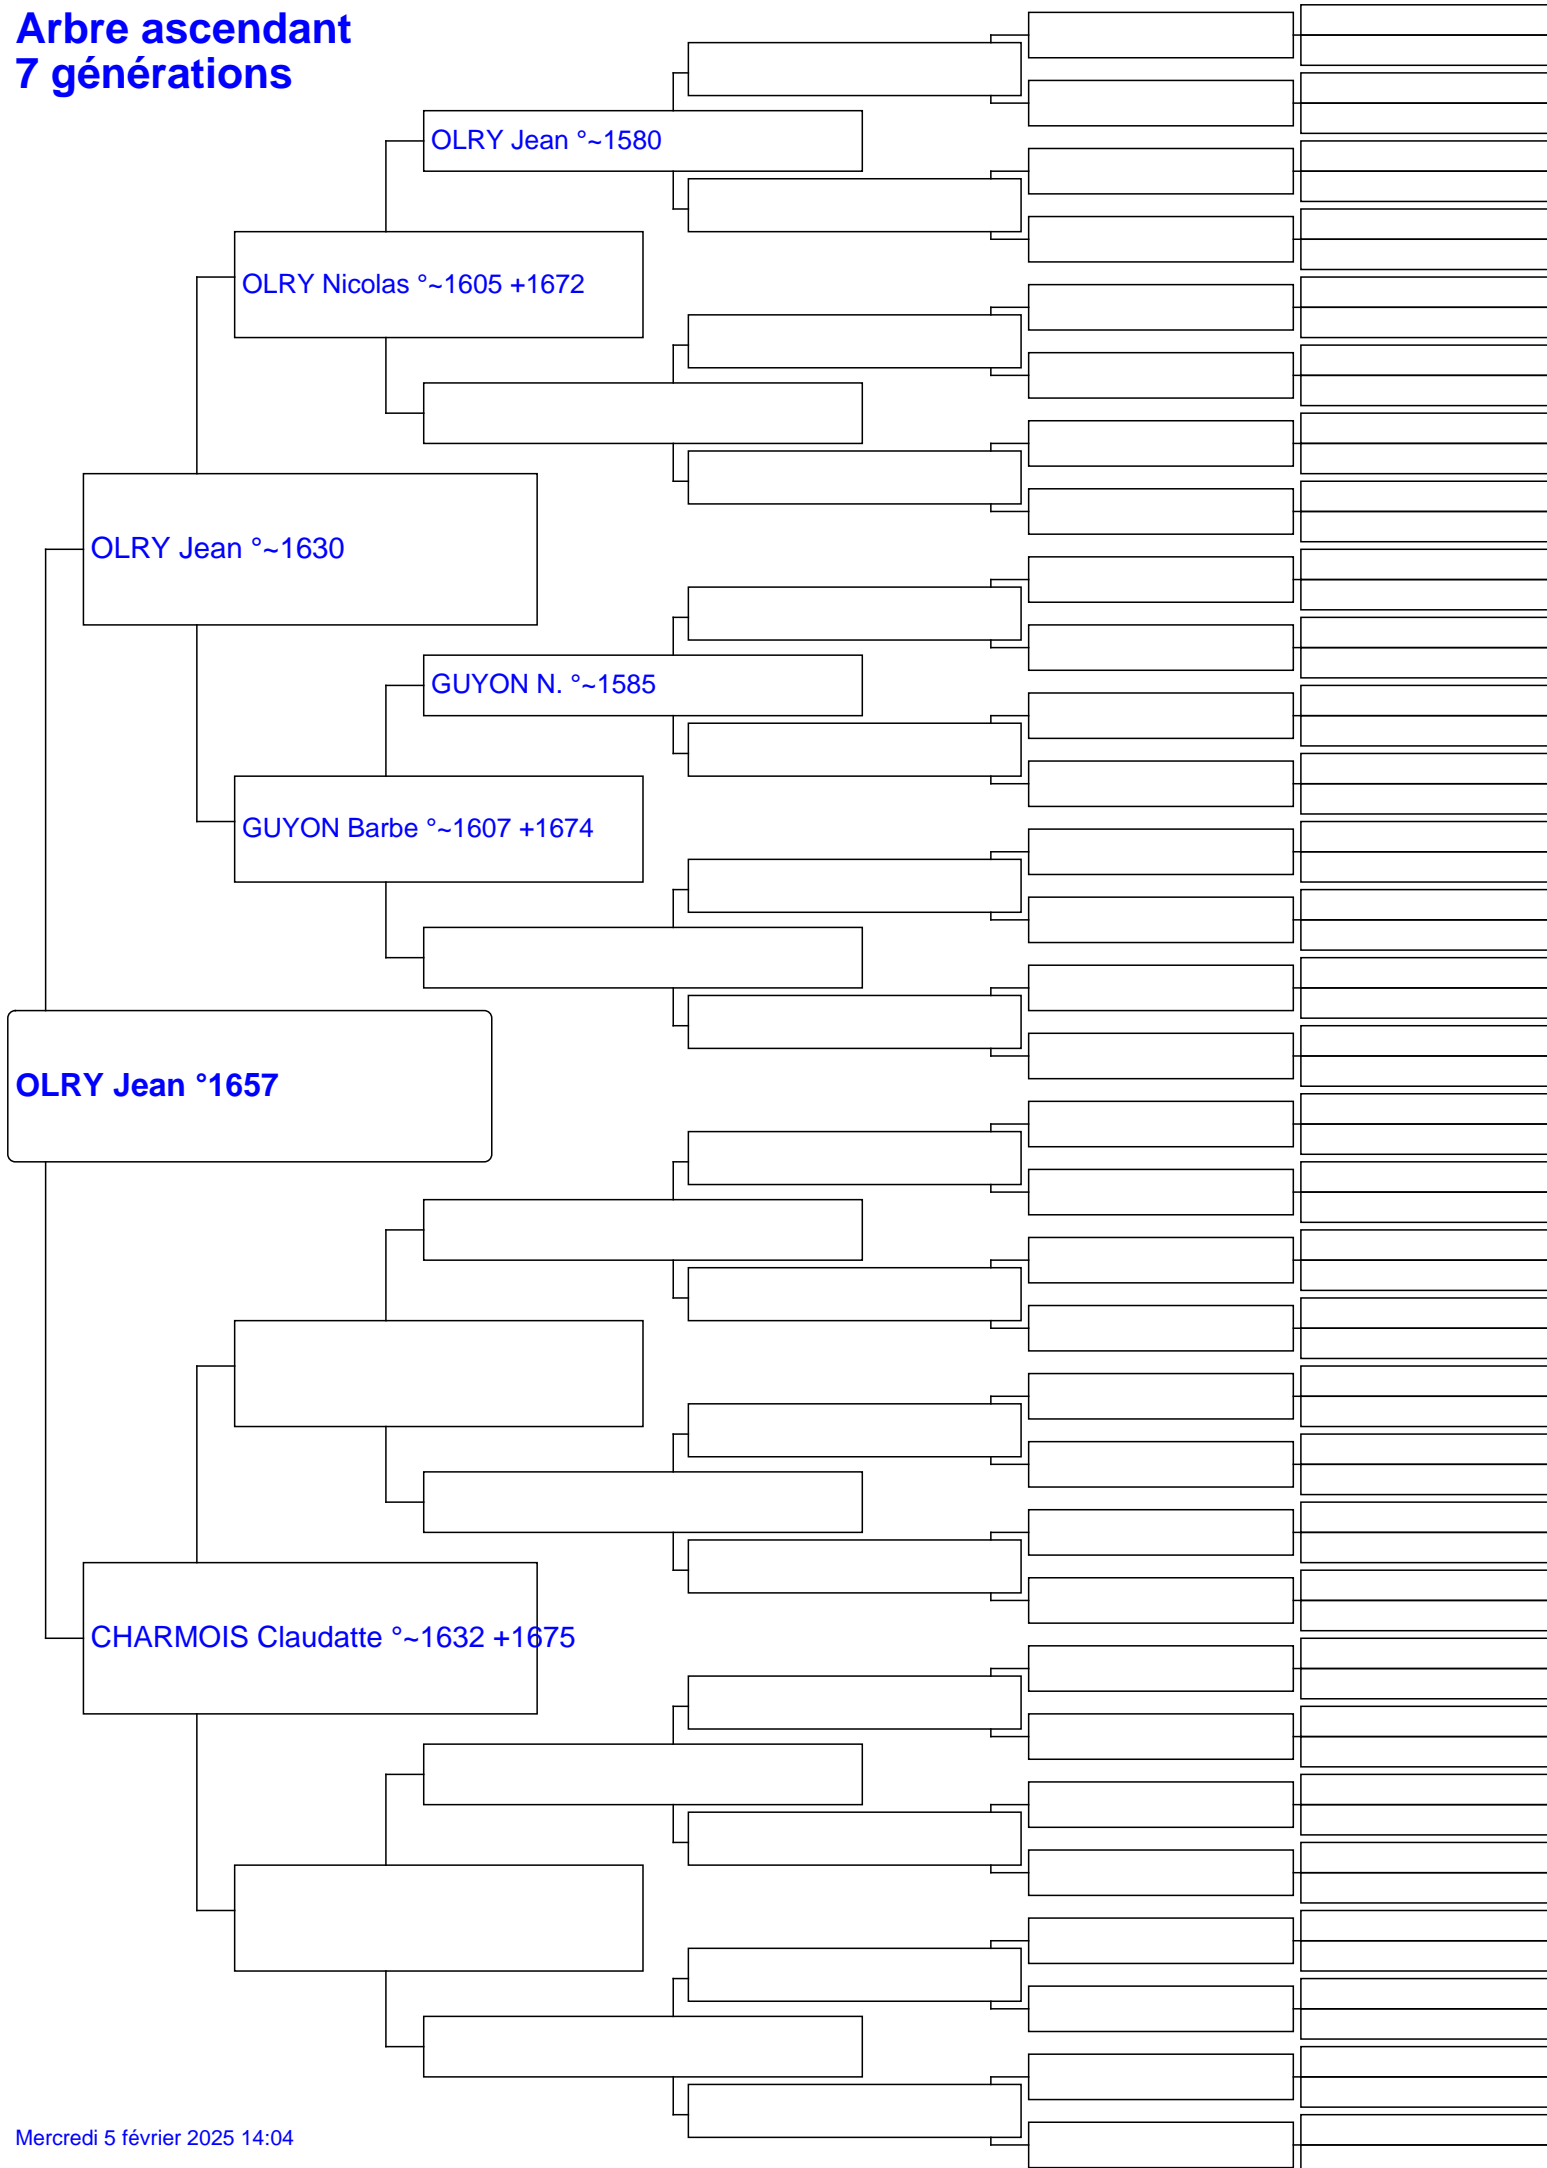 Arbre ascendant
7 générations
OLRY Jean °~1580
OLRY Nicolas °~1605 +1672
OLRY Jean °~1630
GUYON N. °~1585
GUYON Barbe °~1607 +1674
OLRY Jean °1657
CHARMOIS Claudatte °~1632 +1675
Mercredi 5 février 2025 14:04